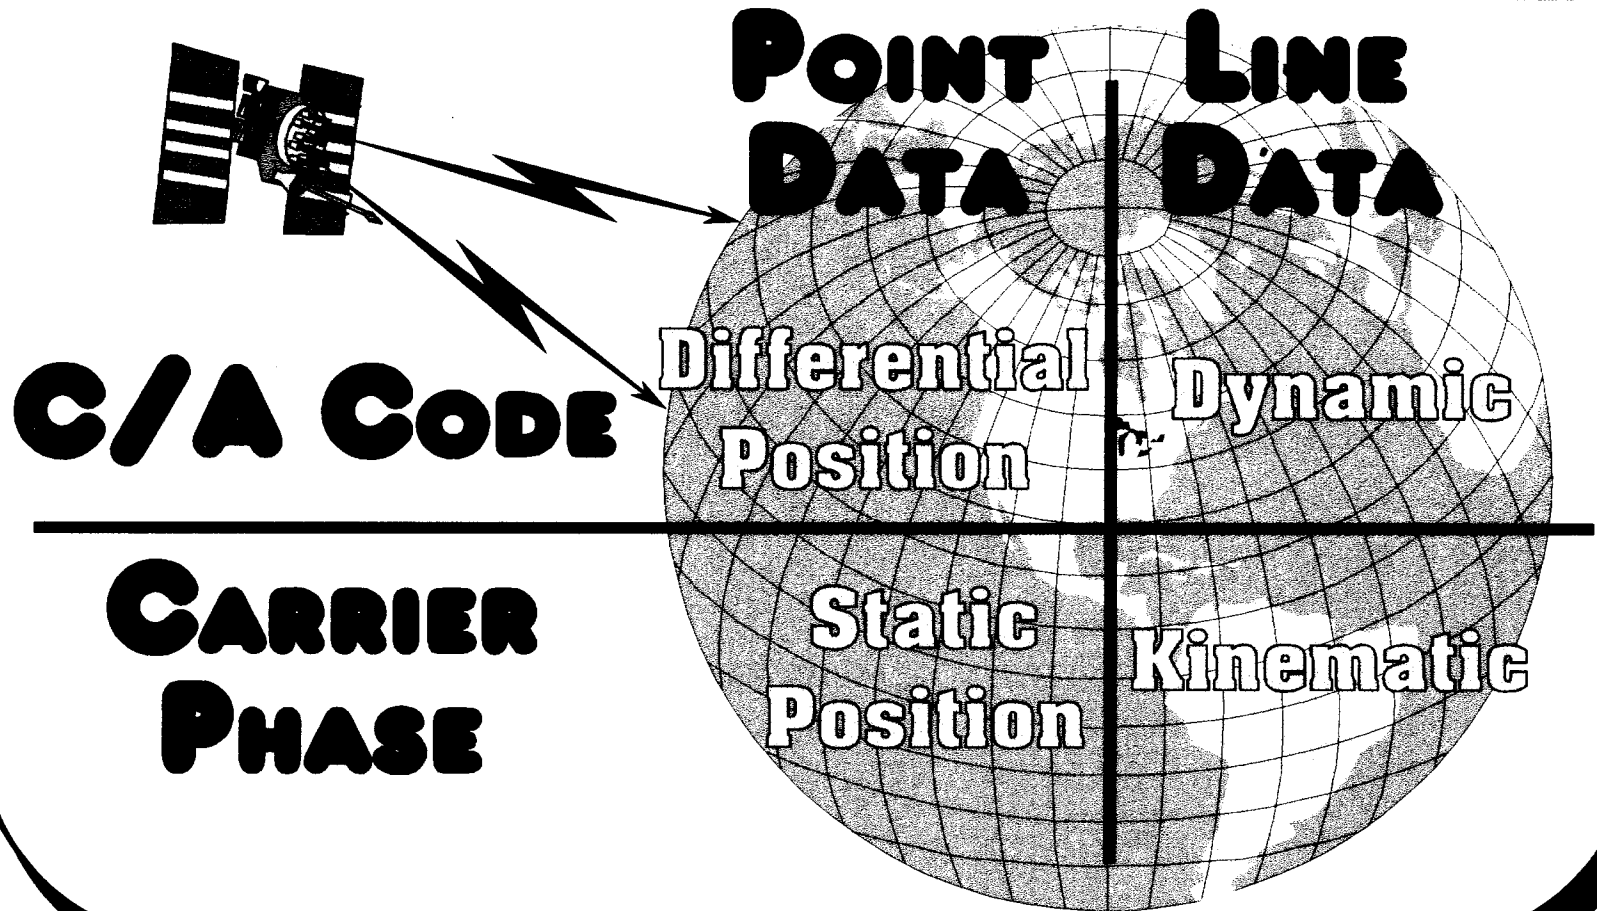 POINT DATA
LINE DATA
C/A CODE
Differential
Position
Dynamic
CARRIER
PHASE
Static
Position
Kinematic